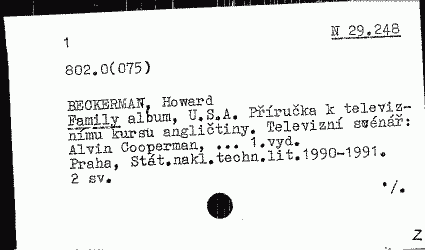 N 29.248
1
802.0(075)
BECKERMAN, Howard
Family album, U.S.A. Příručka k televiz-
nímu kursu angličtiny. Televizní scénář:
Alvin Cooperman, ... 1.vyd.
Praha, Stát.nakl.techn.lit.1990-1991.
2 sv.
•/.
Z